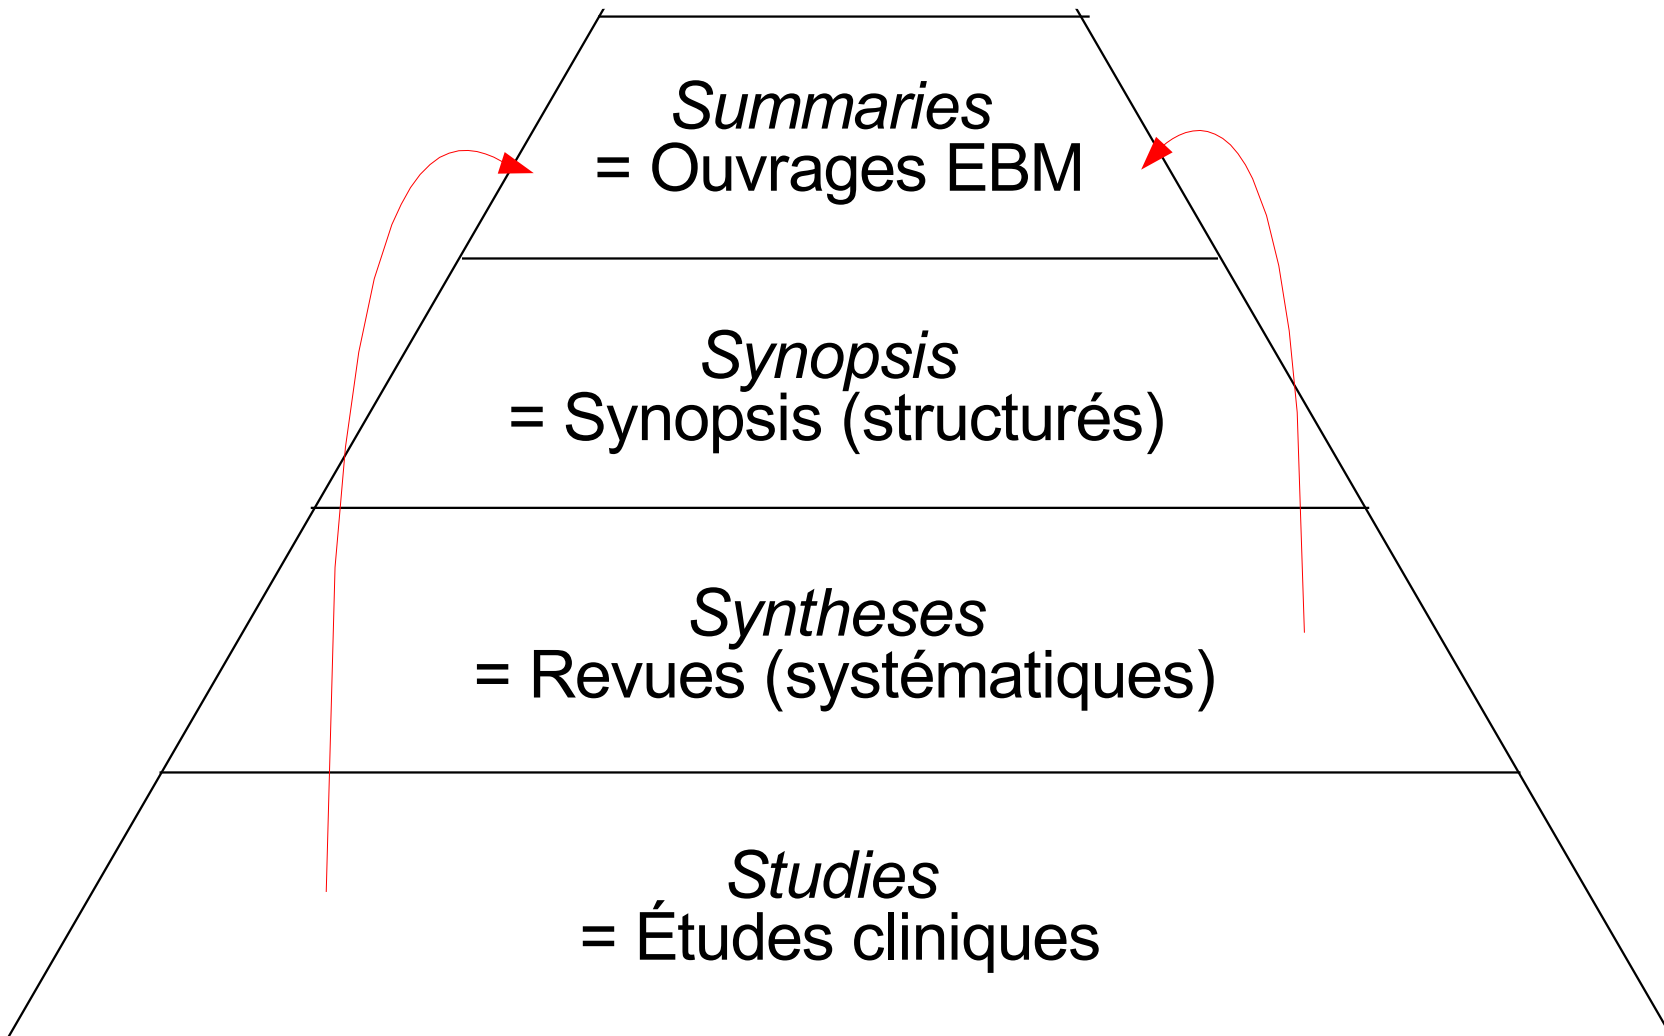 Summaries
= Ouvrages EBM
Synopsis
= Synopsis (structurés)
Syntheses
= Revues (systématiques)
Studies
= Études cliniques